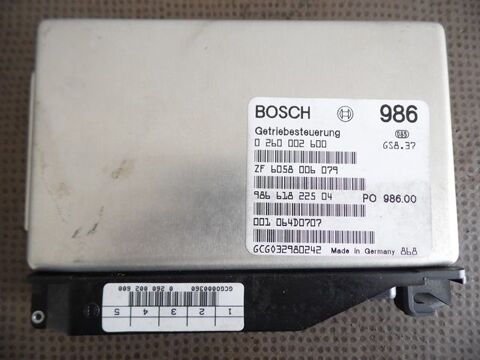 BOSCH 986
Getriebesteuerung
0 260 002 600 GS8.37
ZF 6058 006 079
986 618 225 04 PO 986.00
001 064D0707
GCG032980242 Made in Germany 868
1 2 3 4 5
0 260 002 600